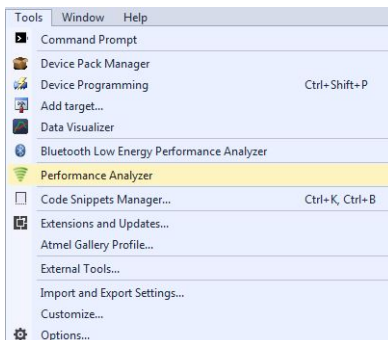 Tools Window Help
Command Prompt
Device Pack Manager
Device Programming Ctrl+Shift+P
Add target...
Data Visualizer
Bluetooth Low Energy Performance Analyzer
Performance Analyzer
Code Snippets Manager... Ctrl+K, Ctrl+B
Extensions and Updates...
Atmel Gallery Profile...
External Tools...
Import and Export Settings...
Customize...
Options...